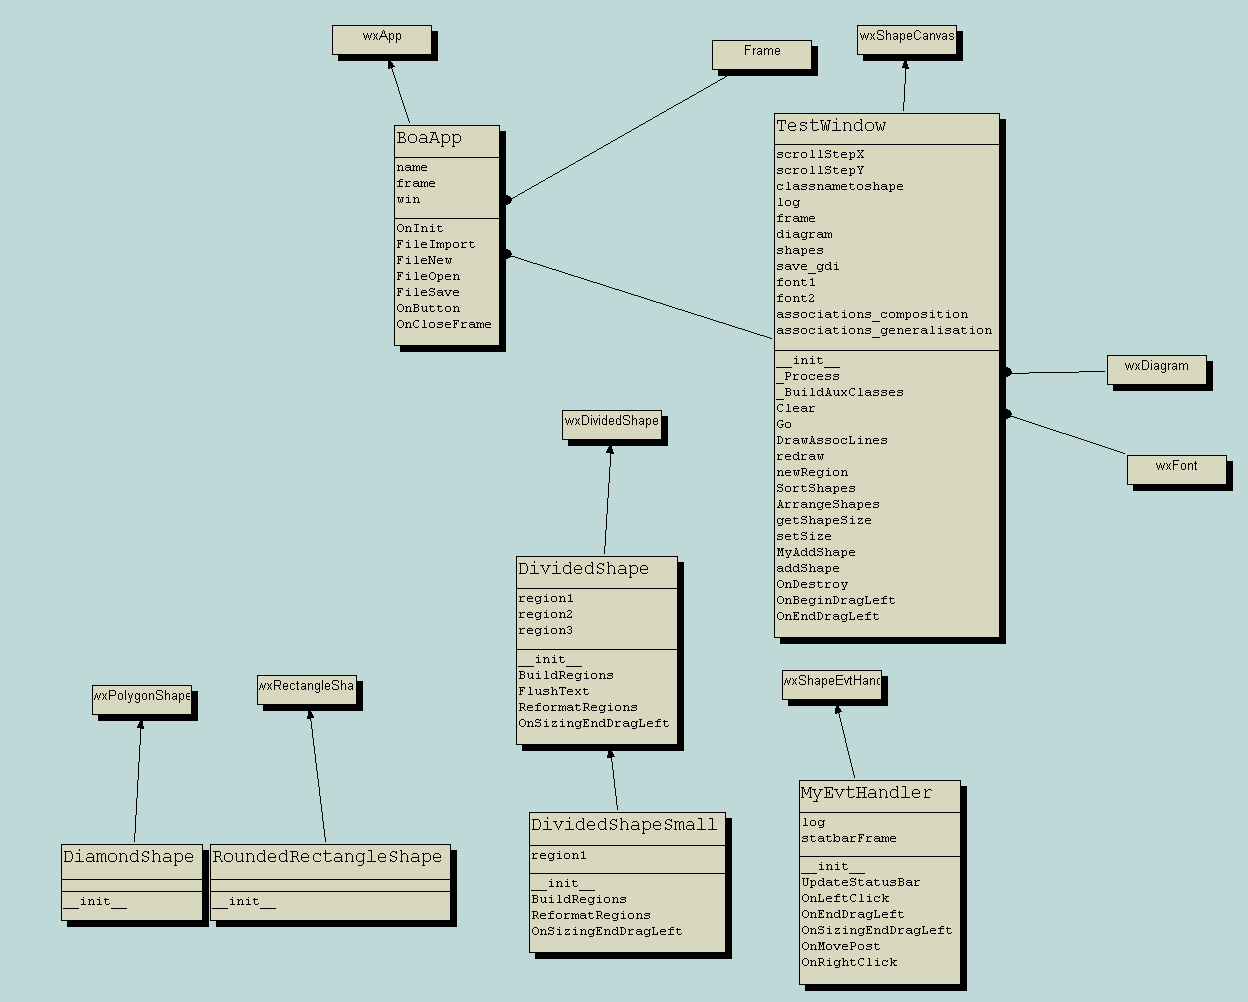 wxApp
Frame
wxShapeCanvas
BoaApp
name
frame
win
OnInit
FileImport
FileNew
FileOpen
FileSave
OnButton
OnCloseFrame
TestWindow
scrollStepX
scrollStepY
classnametoshape
log
frame
diagram
shapes
save_gdi
font1
font2
associations_composition
associations_generalisation
__init__
_Process
_BuildAuxClasses
Clear
Go
DrawAssocLines
redraw
newRegion
SortShapes
ArrangeShapes
getShapeSize
setSize
MyAddShape
addShape
OnDestroy
OnBeginDragLeft
OnEndDragLeft
wxDiagram
wxFont
wxDividedShape
DividedShape
region1
region2
region3
__init__
BuildRegions
FlushText
ReformatRegions
OnSizingEndDragLeft
wxPolygonShape
wxRectangleSha
wxShapeEvtHand
DiamondShape
__init__
RoundedRectangleShape
__init__
DividedShapeSmall
region1
__init__
BuildRegions
ReformatRegions
OnSizingEndDragLeft
MyEvtHandler
log
statbarFrame
__init__
UpdateStatusBar
OnLeftClick
OnEndDragLeft
OnSizingEndDragLeft
OnMovePost
OnRightClick